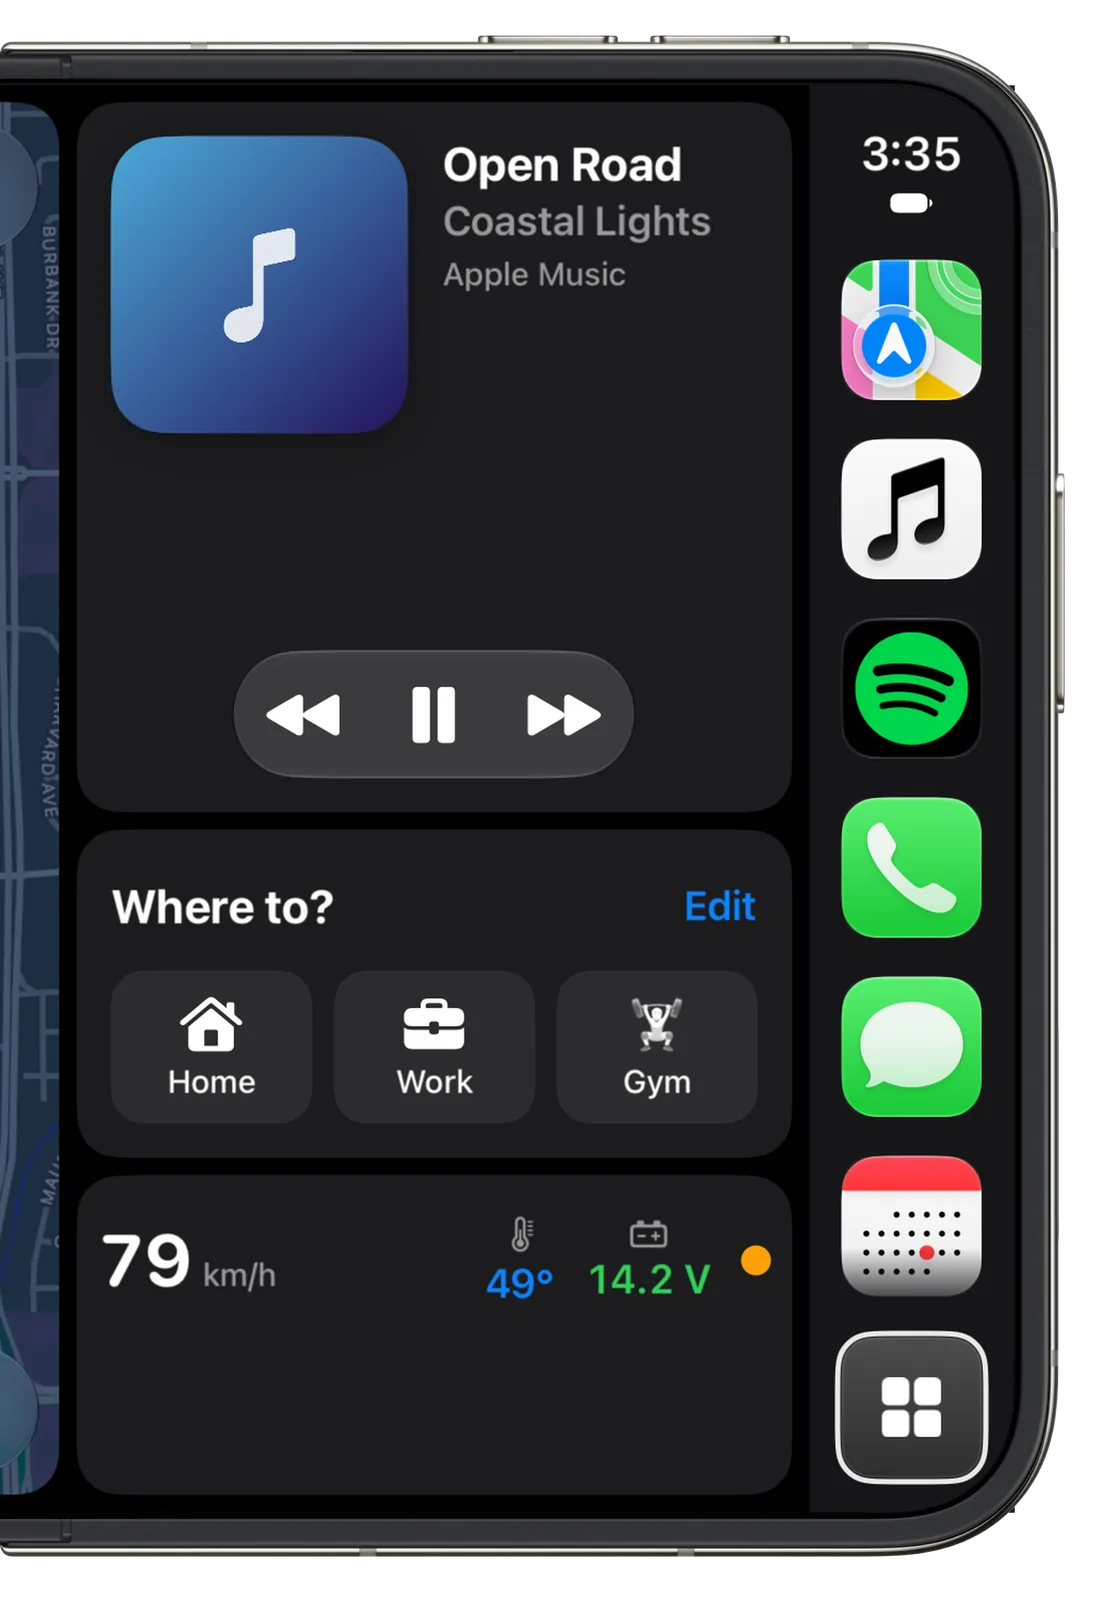 BURBANK DR
HARVARD AVE
Open Road
Coastal Lights
Apple Music
Where to?
Edit
Home
Work
Gym
79 km/h
49°
14.2 V
3:35